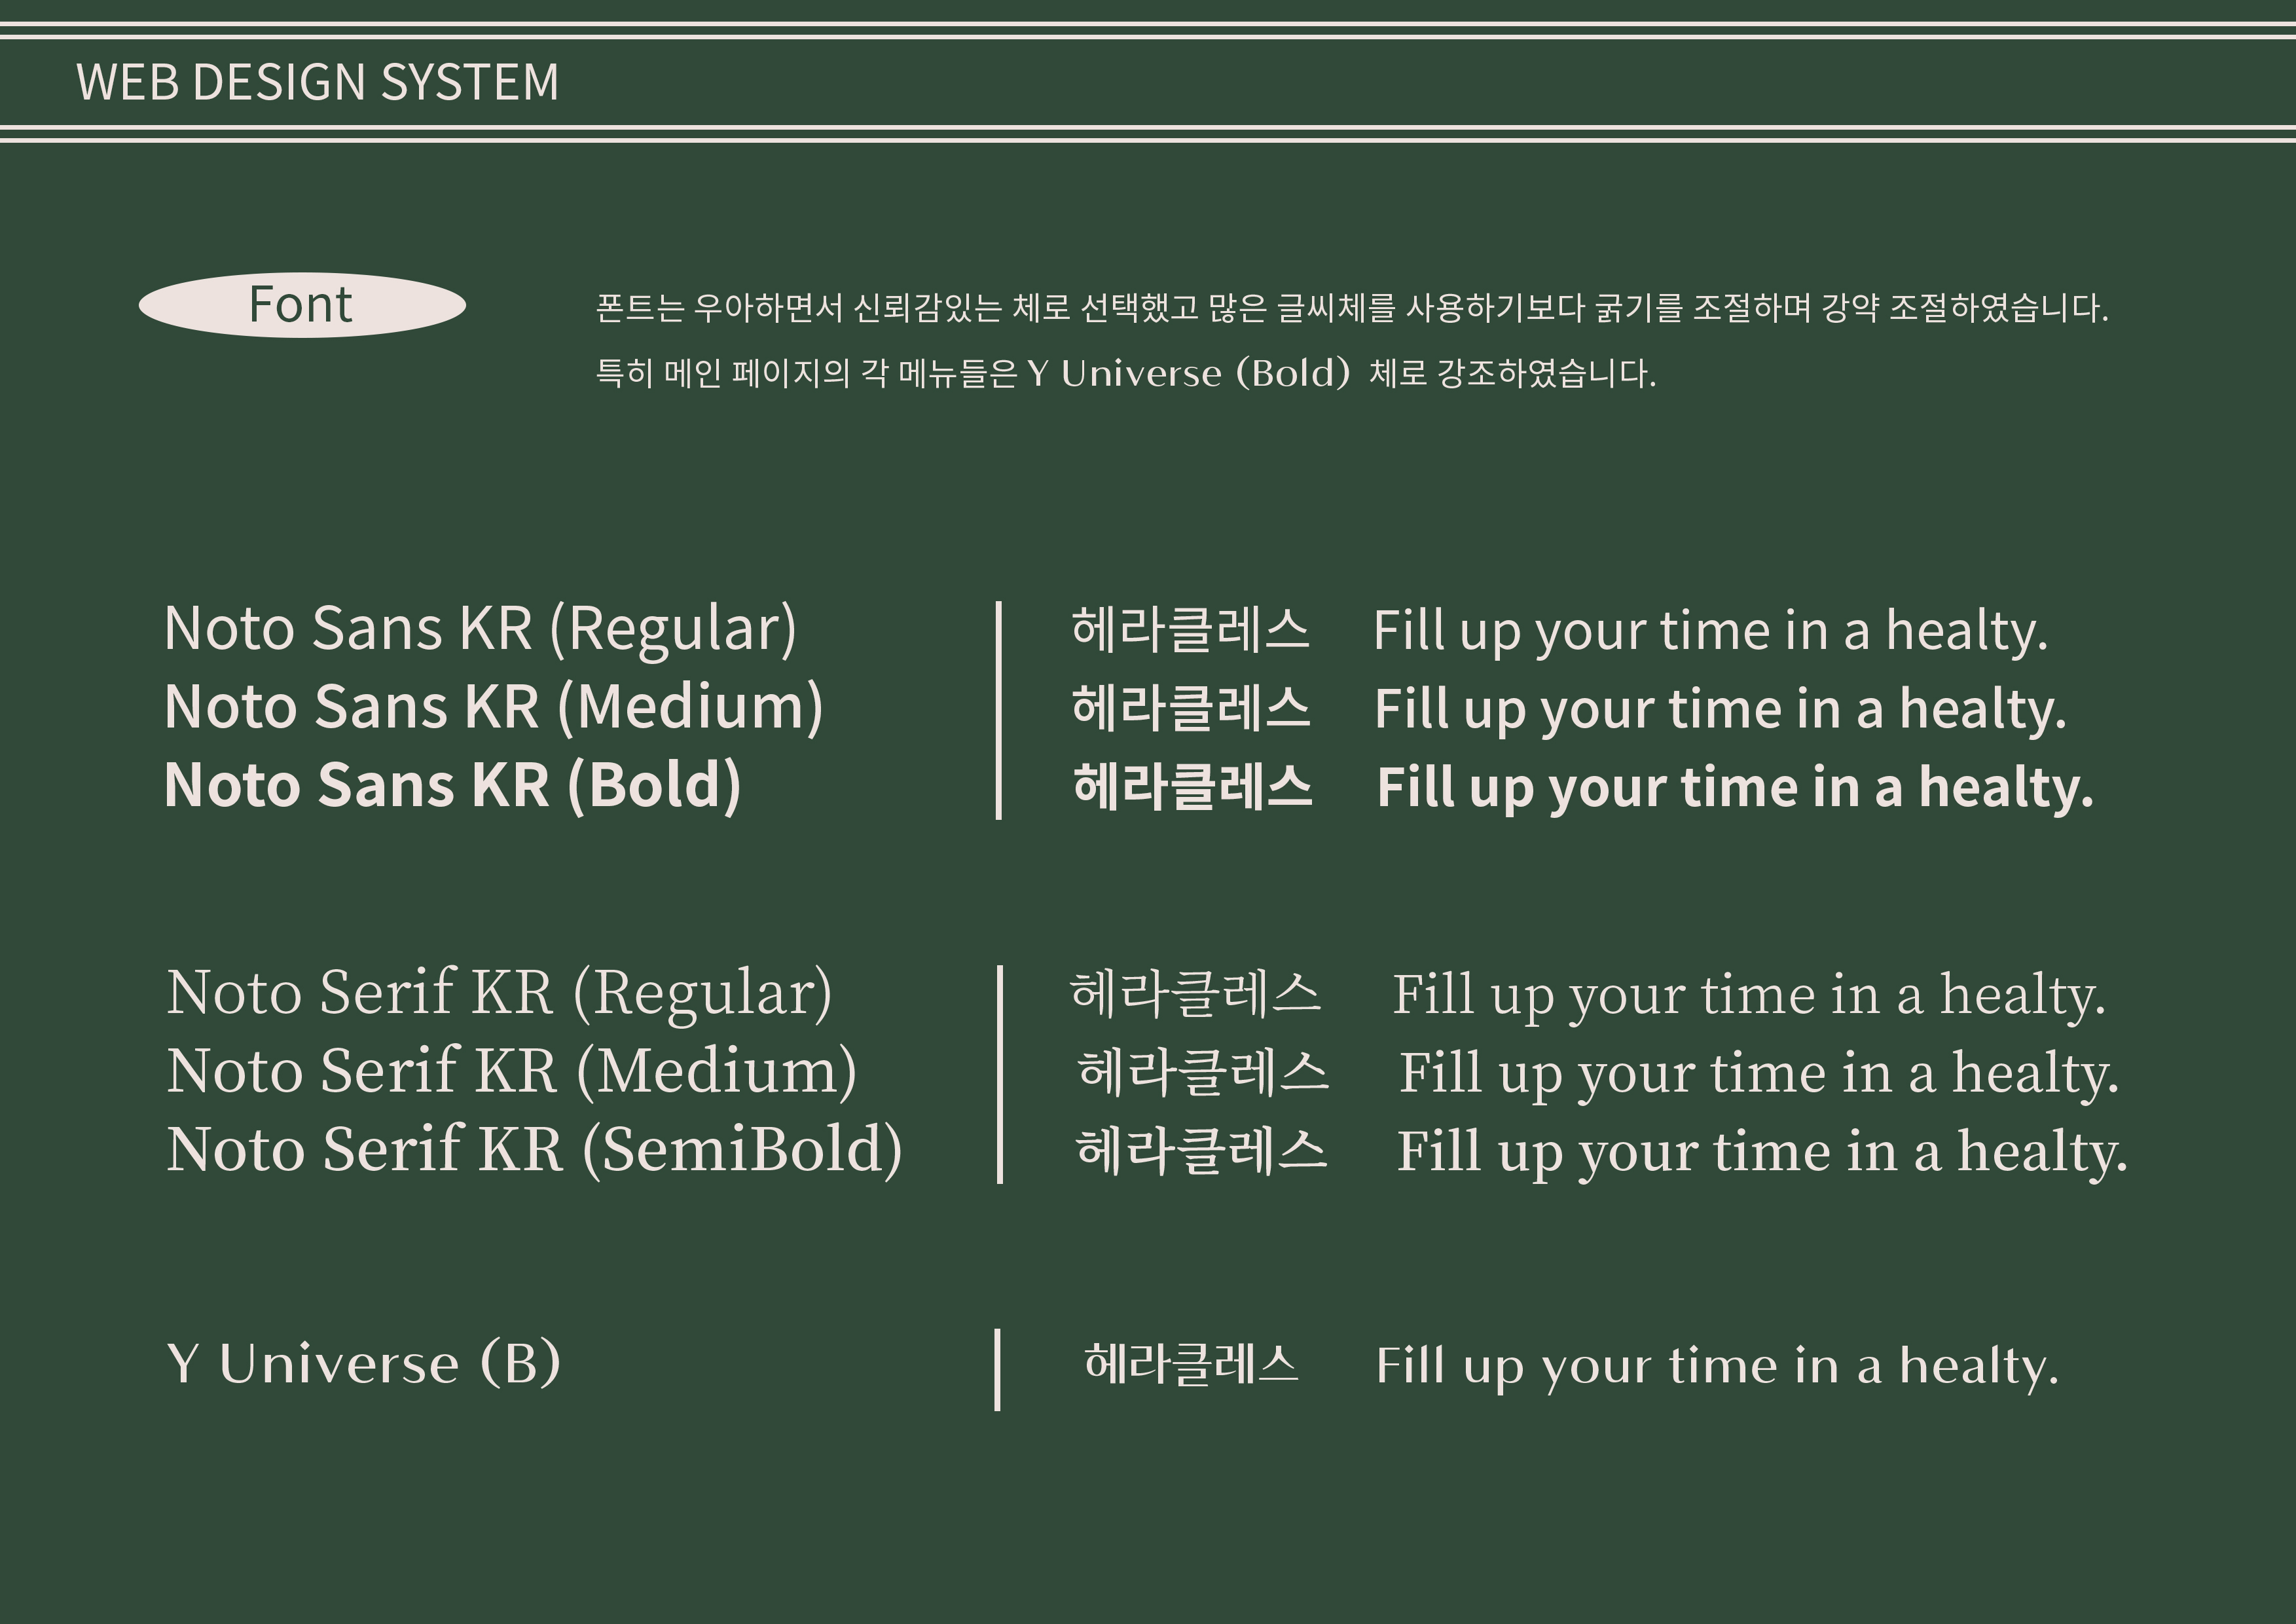 WEB DESIGN SYSTEM
Font
폰트는 우아하면서 신뢰감있는 체로 선택했고 많은 글씨체를 사용하기보다 굵기를 조절하며 강약 조절하였습니다.
특히 메인 페이지의 각 메뉴들은 Y Universe (Bold) 체로 강조하였습니다.
Noto Sans KR (Regular) 헤라클레스 Fill up your time in a healty.
Noto Sans KR (Medium) 헤라클레스 Fill up your time in a healty.
Noto Sans KR (Bold) 헤라클레스 Fill up your time in a healty.
Noto Serif KR (Regular) 헤라클레스 Fill up your time in a healty.
Noto Serif KR (Medium) 헤라클레스 Fill up your time in a healty.
Noto Serif KR (SemiBold) 헤라클레스 Fill up your time in a healty.
Y Universe (B) 헤라클레스 Fill up your time in a healty.